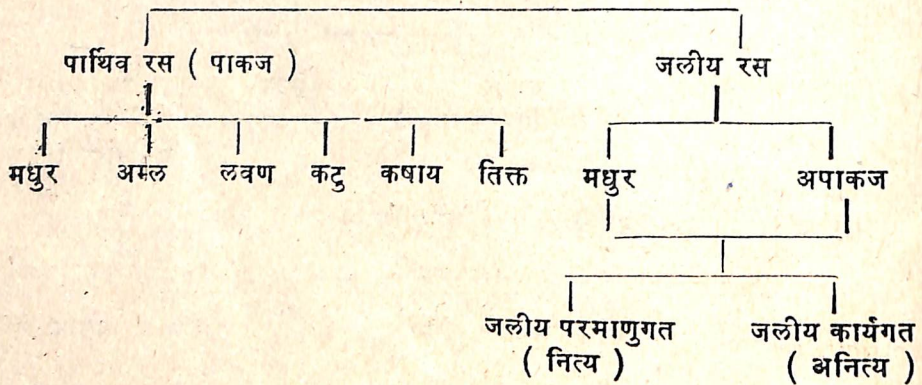 पार्थिव रस ( पाकज ) जलीय रस
मधुर अम्ल लवण कटु कषाय तिक्त मधुर अपाकज
जलीय परमाणुगत जलीय कार्यगत
( नित्य ) ( अनित्य )